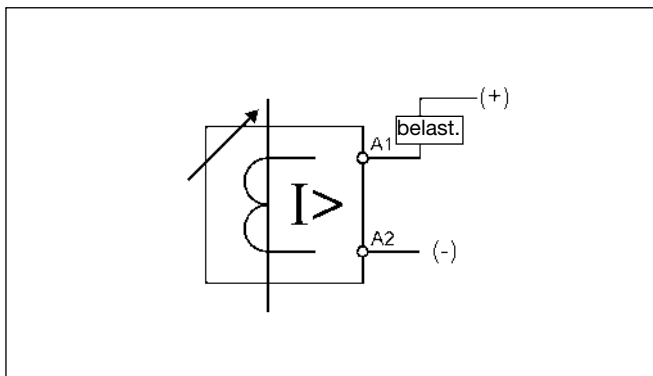 (+)
belast.
A1
I>
A2
(-)